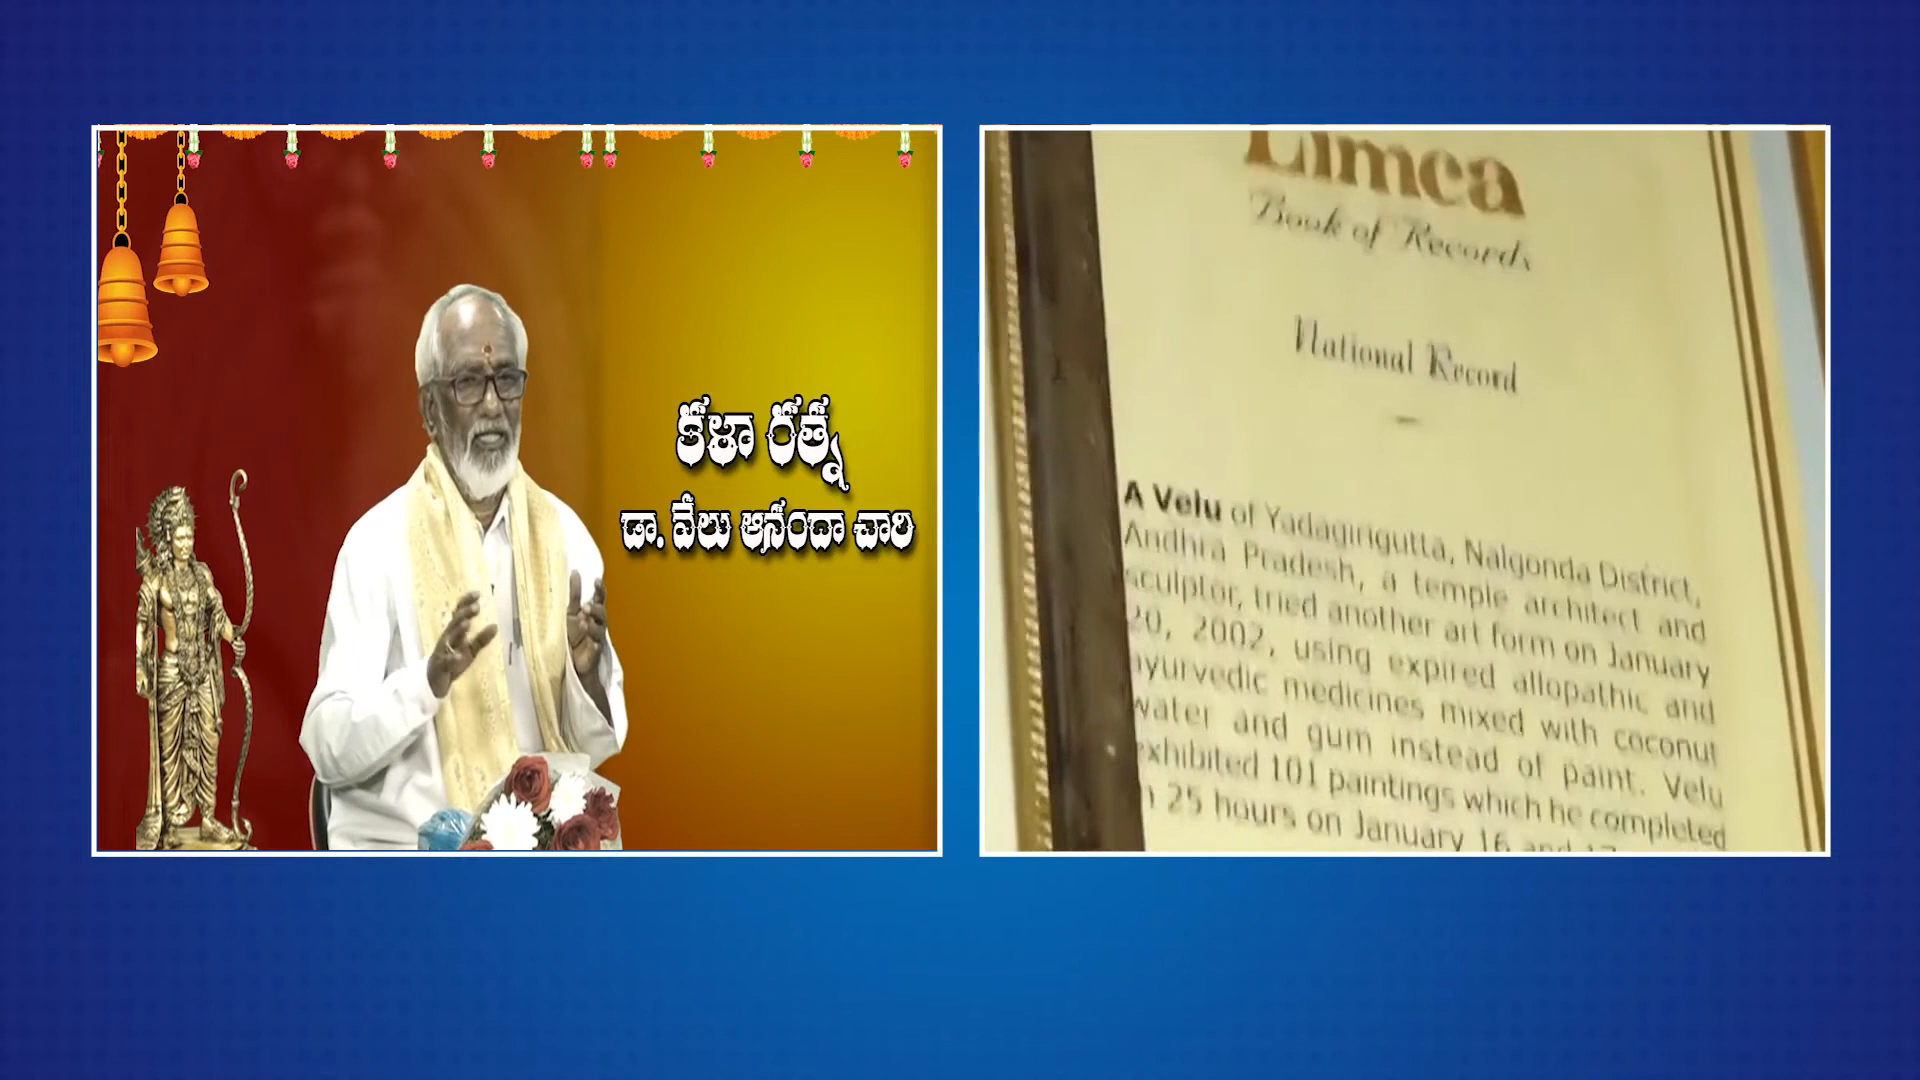 కళా రత్న
డా. వేలు ఆనందా చారి
Limca
Book of Records
National Record
A Velu of Yadagirigutta, Nalgonda District,
Andhra Pradesh, a temple architect and
sculptor, tried another art form on January
20, 2002, using expired allopathic and
ayurvedic medicines mixed with coconut
water and gum instead of paint. Velu
exhibited 101 paintings which he completed
25 hours on January 16 and